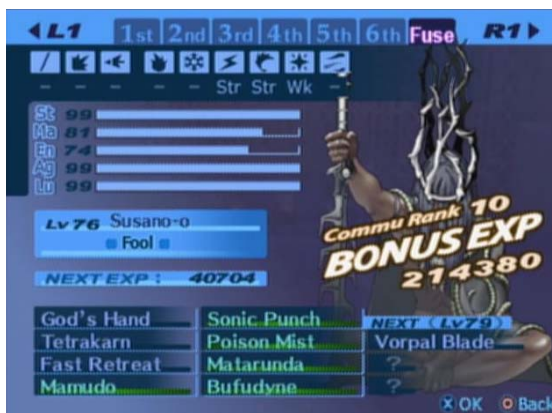 L1 1st 2nd 3rd 4th 5th 6th Fuse R1
- - - - - Str Str Wk -
St 99
Ma 81
En 74
Ag 99
Lu 99
Lv 76 Susano-o
Fool
NEXT EXP : 40704
Commu Rank 10
BONUS EXP
214380
God's Hand Sonic Punch NEXT (Lv79)
Tetrakarn Poison Mist Vorpal Blade
Fast Retreat Matarunda ?
Mamudo Bufudyne ?
OK Back